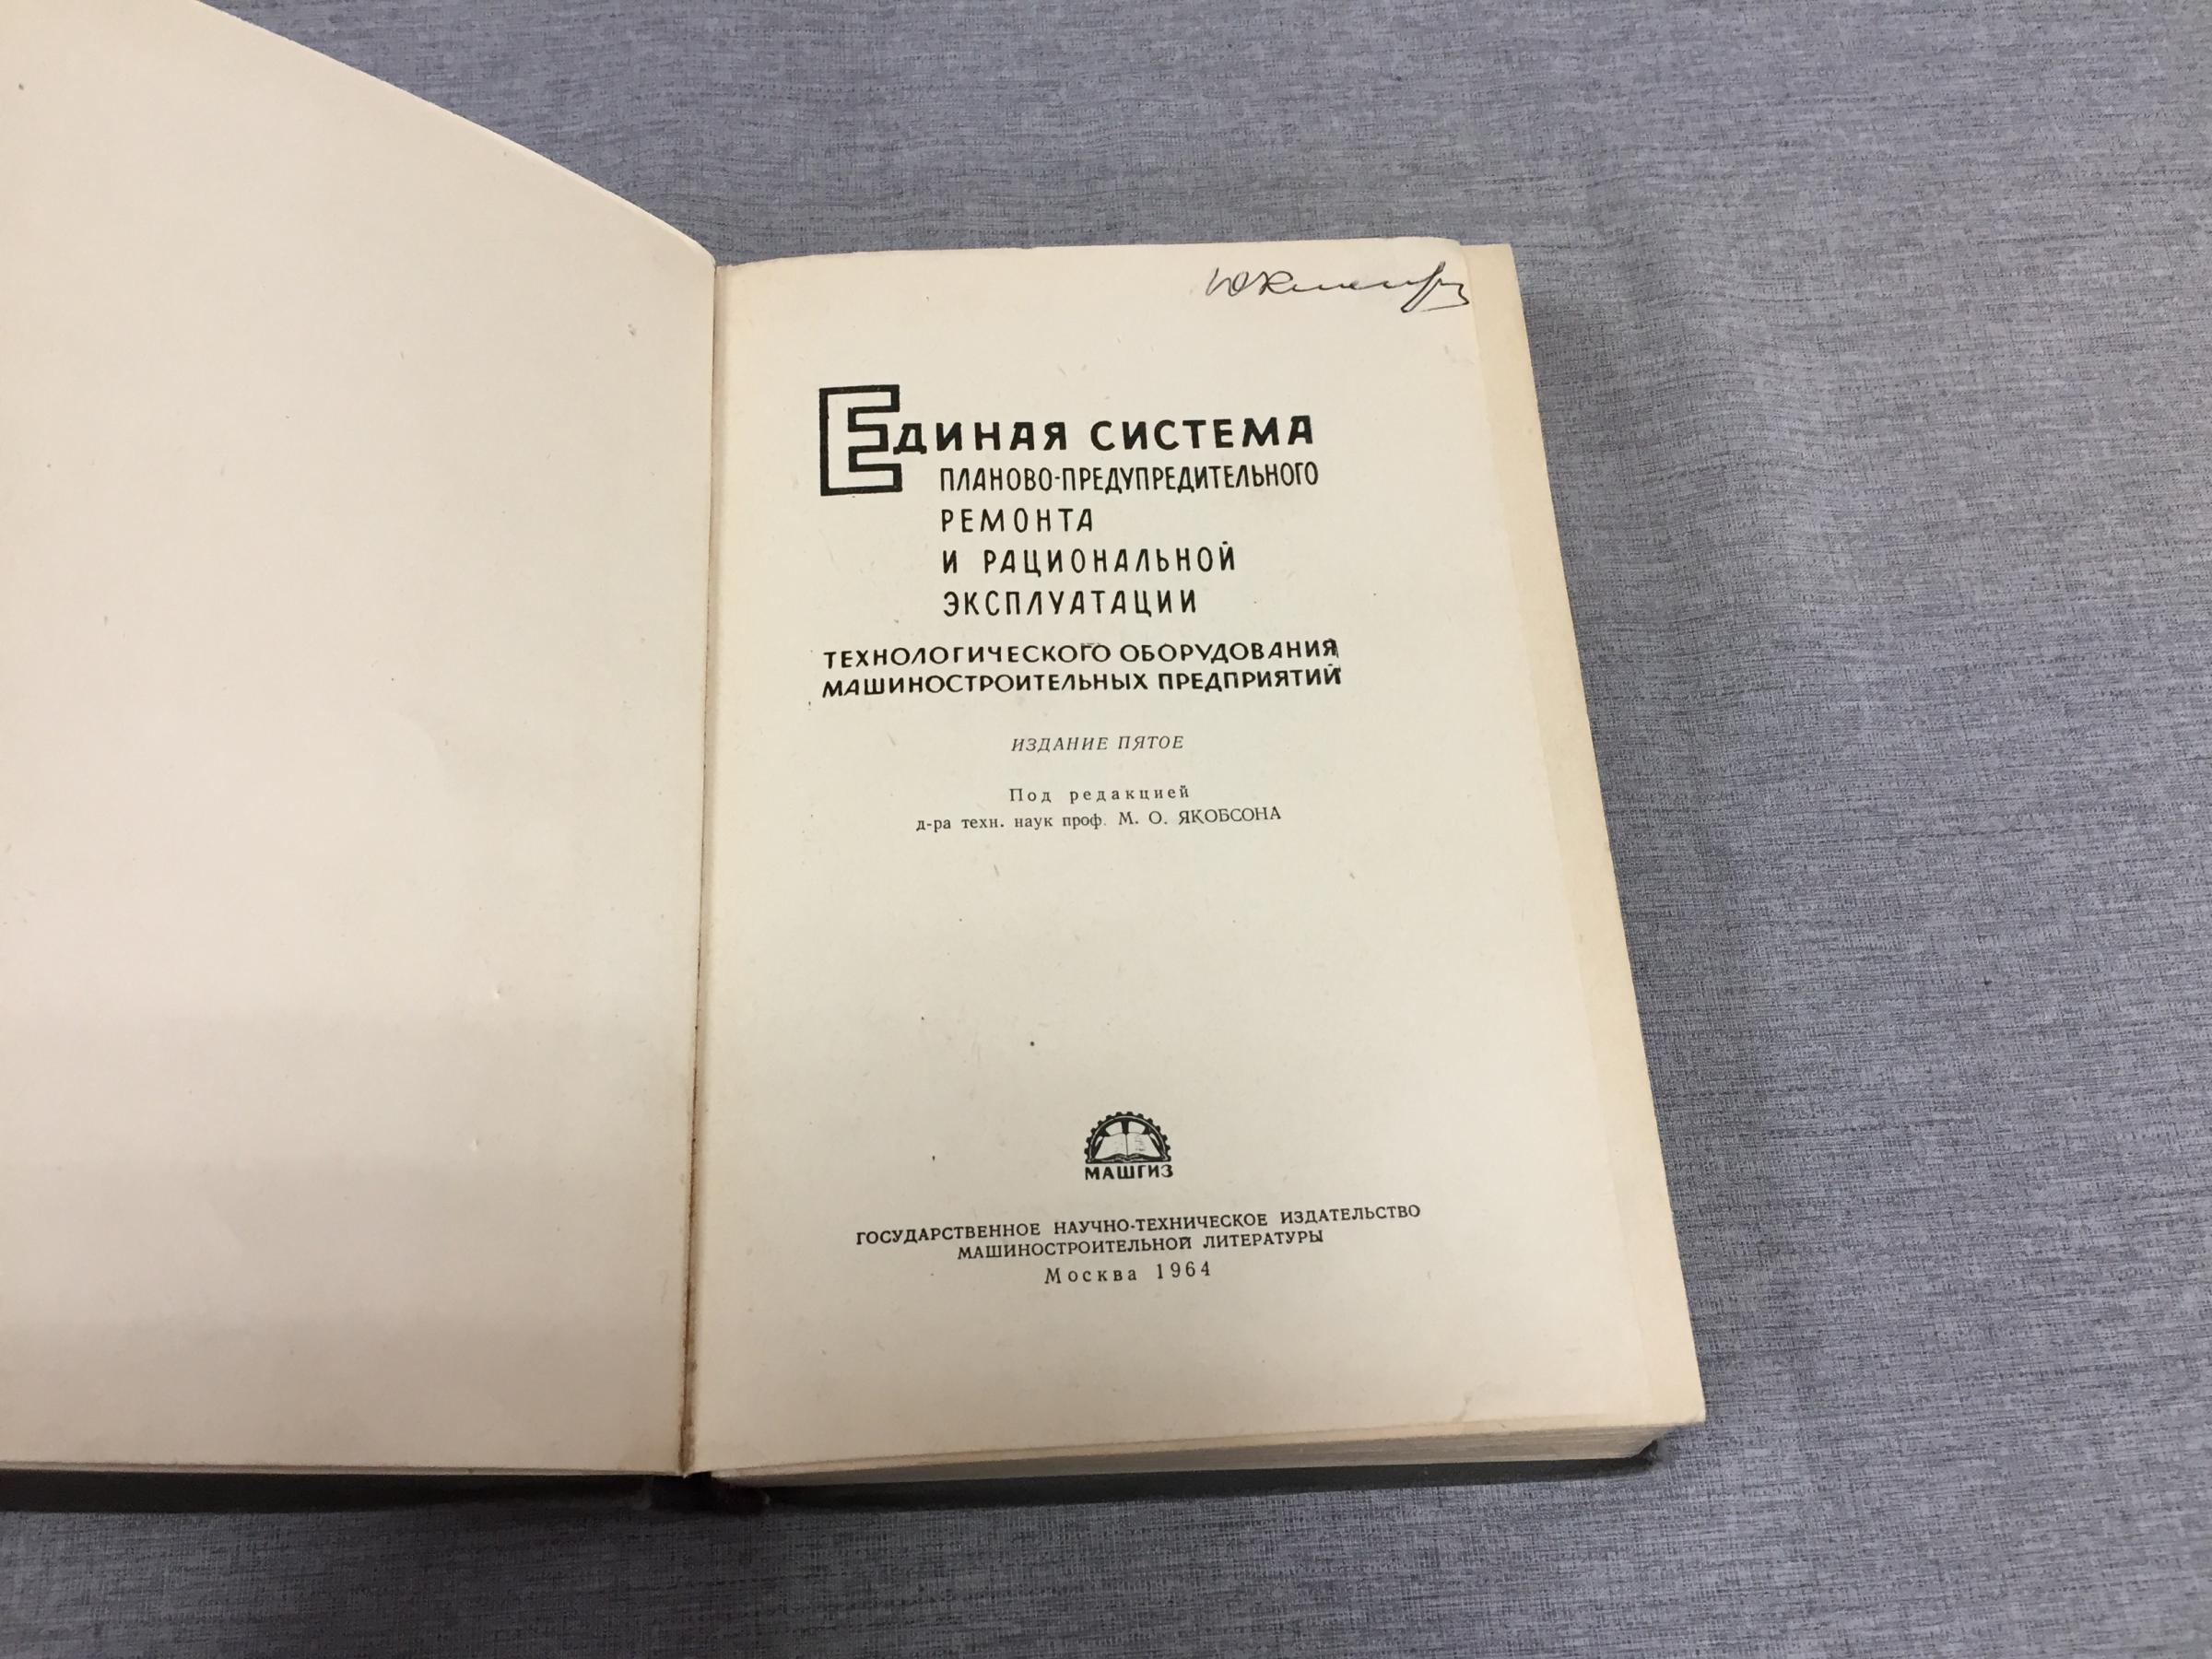 ЕДИНАЯ СИСТЕМА
ПЛАНОВО-ПРЕДУПРЕДИТЕЛЬНОГО
РЕМОНТА
И РАЦИОНАЛЬНОЙ
ЭКСПЛУАТАЦИИ
ТЕХНОЛОГИЧЕСКОГО ОБОРУДОВАНИЯ
МАШИНОСТРОИТЕЛЬНЫХ ПРЕДПРИЯТИЙ
ИЗДАНИЕ ПЯТОЕ
Под редакцией
д-ра техн. наук проф. М. О. ЯКОБСОНА
МАШГИЗ
ГОСУДАРСТВЕННОЕ НАУЧНО-ТЕХНИЧЕСКОЕ ИЗДАТЕЛЬСТВО
МАШИНОСТРОИТЕЛЬНОЙ ЛИТЕРАТУРЫ
Москва 1964